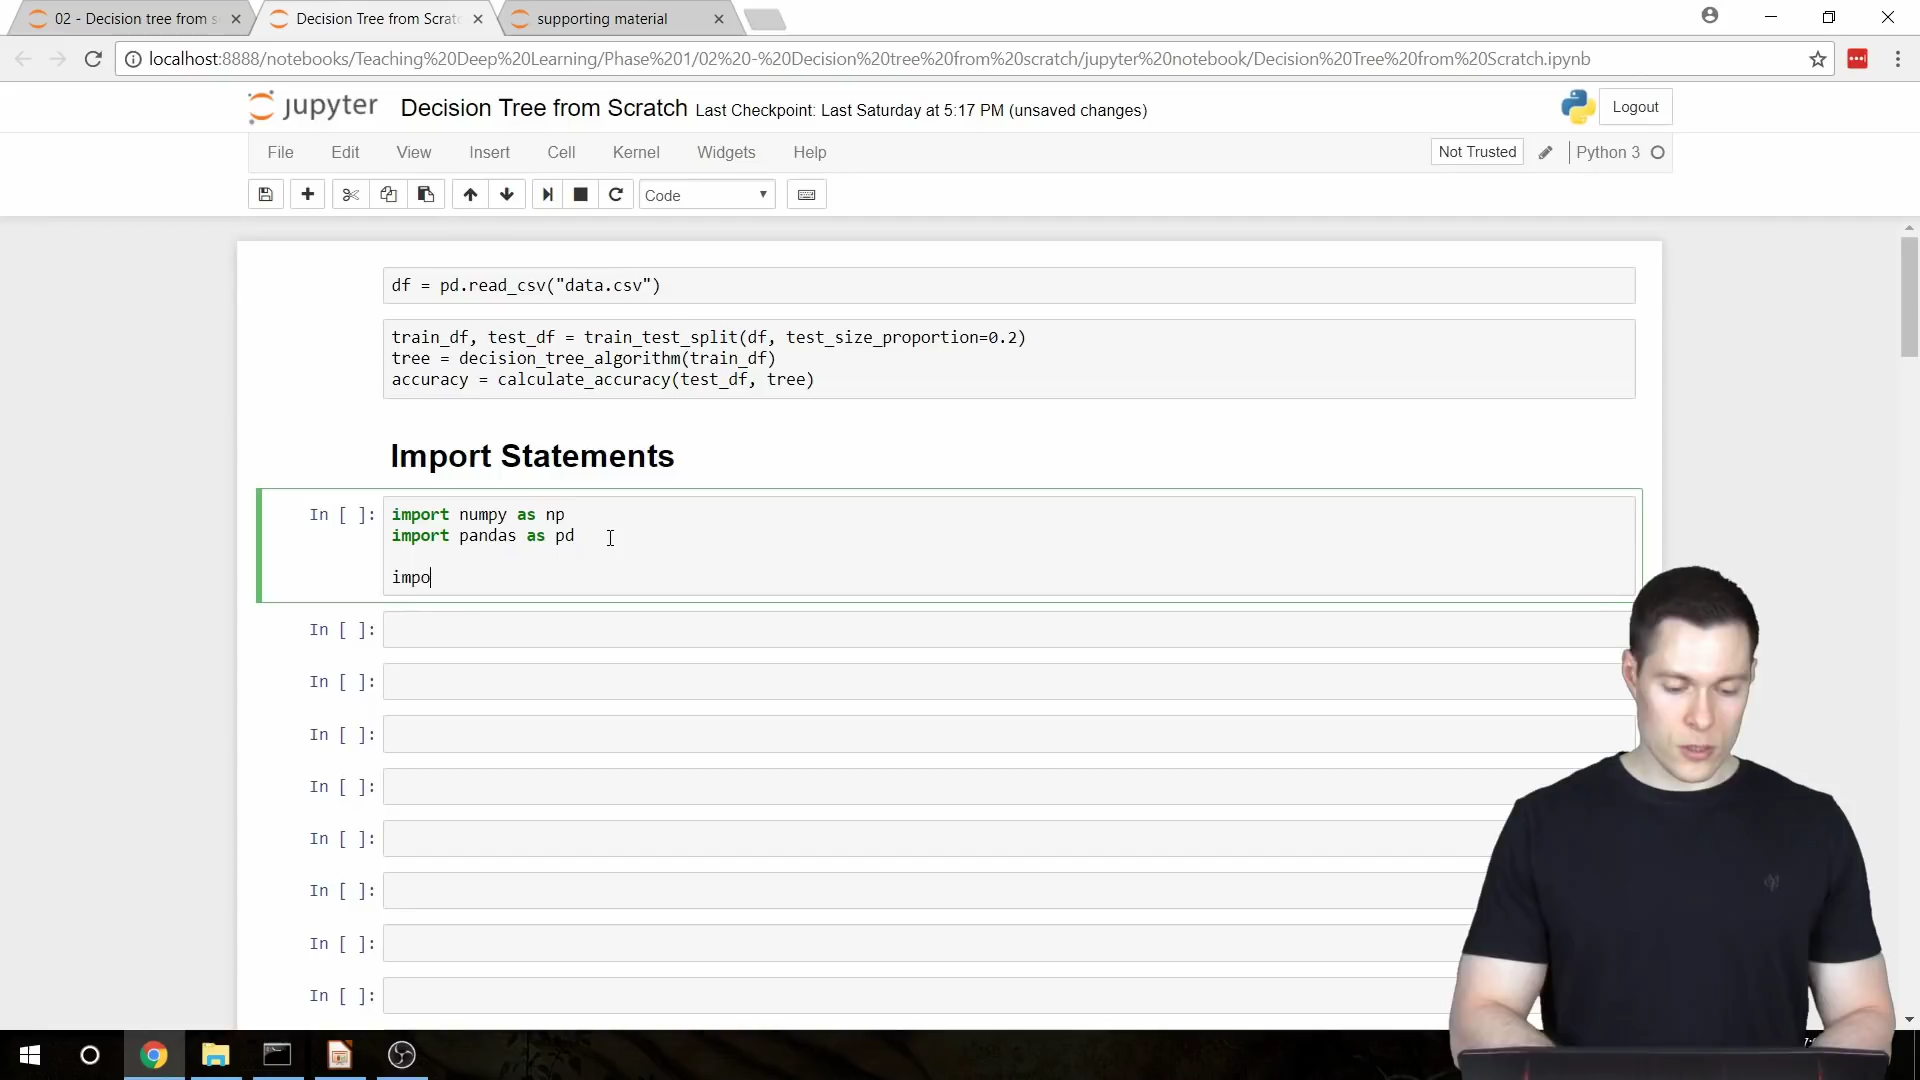 02 - Decision tree from s
Decision Tree from Scrat
supporting material
localhost:8888/notebooks/Teaching%20Deep%20Learning/Phase%201/02%20-%20Decision%20tree%20from%20scratch/jupyter%20notebook/Decision%20Tree%20from%20Scratch.ipynb
jupyter Decision Tree from Scratch Last Checkpoint: Last Saturday at 5:17 PM (unsaved changes)
Logout
File Edit View Insert Cell Kernel Widgets Help
Not Trusted
Python 3
Code
df = pd.read_csv("data.csv")
train_df, test_df = train_test_split(df, test_size_proportion=0.2)
tree = decision_tree_algorithm(train_df)
accuracy = calculate_accuracy(test_df, tree)
Import Statements
In [ ]: import numpy as np
import pandas as pd
impo
In [ ]:
In [ ]:
In [ ]:
In [ ]:
In [ ]:
In [ ]:
In [ ]:
In [ ]: